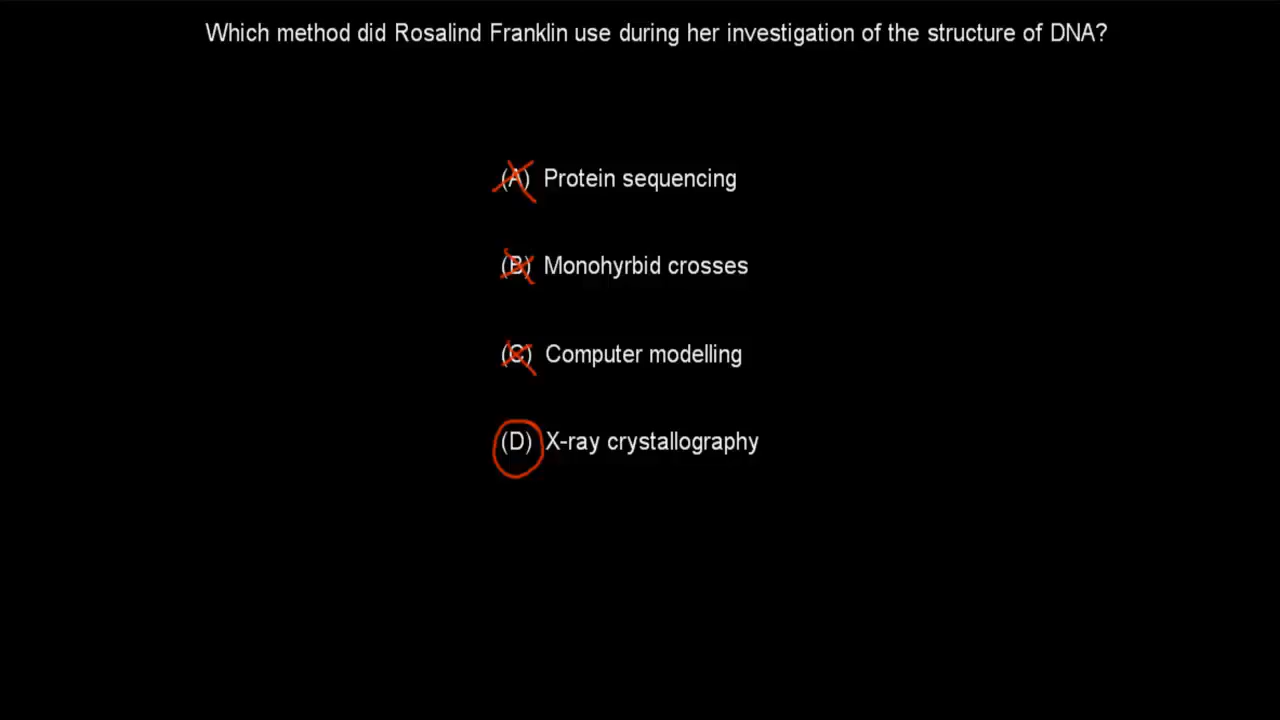 Which method did Rosalind Franklin use during her investigation of the structure of DNA?
(A) Protein sequencing
(B) Monohyrbid crosses
(C) Computer modelling
(D) X-ray crystallography